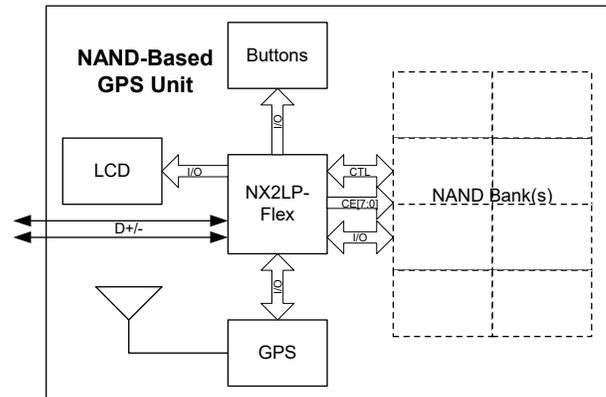 NAND-Based
GPS Unit
Buttons
I/O
LCD
I/O
NX2LP-
Flex
CTL
CE[7:0]
I/O
NAND Bank(s)
D+/-
I/O
GPS